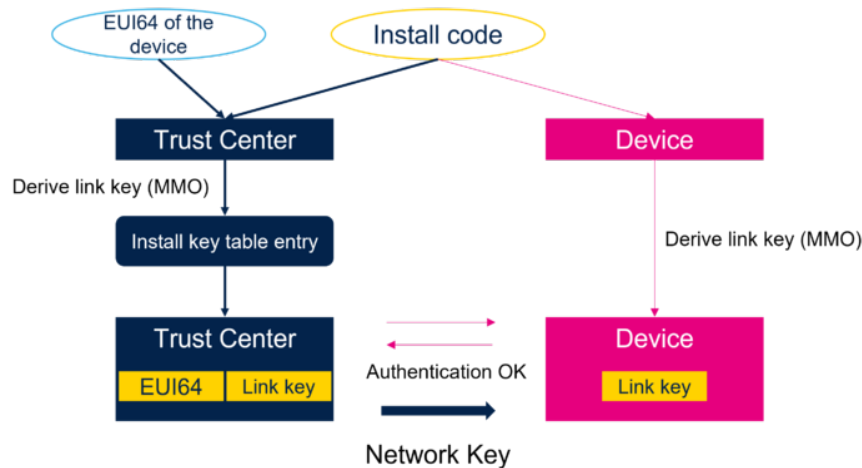 EUI64 of the
device
Install code
Trust Center
Device
Derive link key (MMO)
Install key table entry
Derive link key (MMO)
Trust Center
Device
EUI64
Link key
Authentication OK
Link key
Network Key